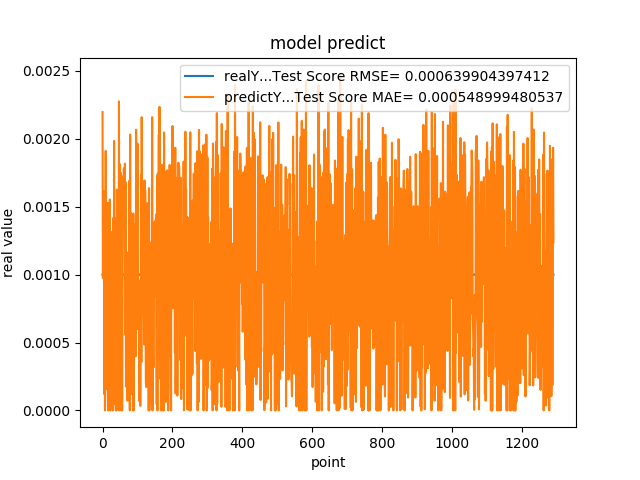 model predict
realY...Test Score RMSE= 0.000639904397412
predictY...Test Score MAE= 0.000548999480537
0.0025
0.0020
0.0015
0.0010
0.0005
0.0000
real value
0 200 400 600 800 1000 1200
point